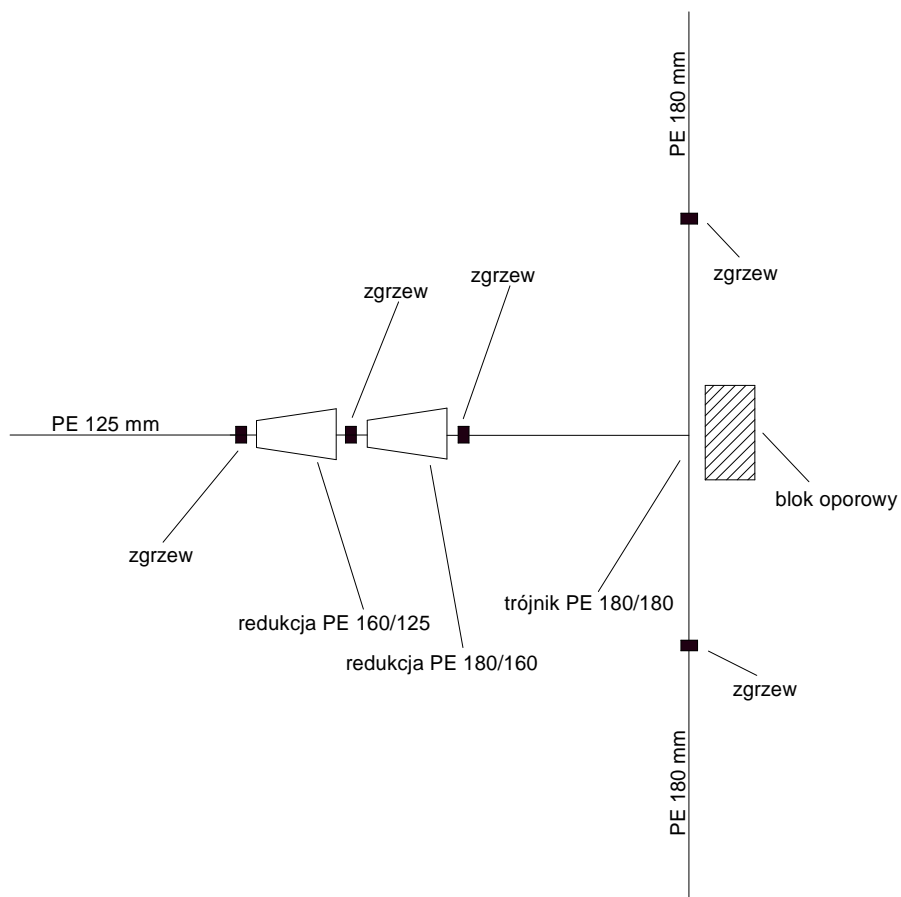 PE 180 mm
zgrzew
zgrzew
zgrzew
PE 125 mm
blok oporowy
zgrzew
trójnik PE 180/180
redukcja PE 160/125
redukcja PE 180/160
zgrzew
PE 180 mm